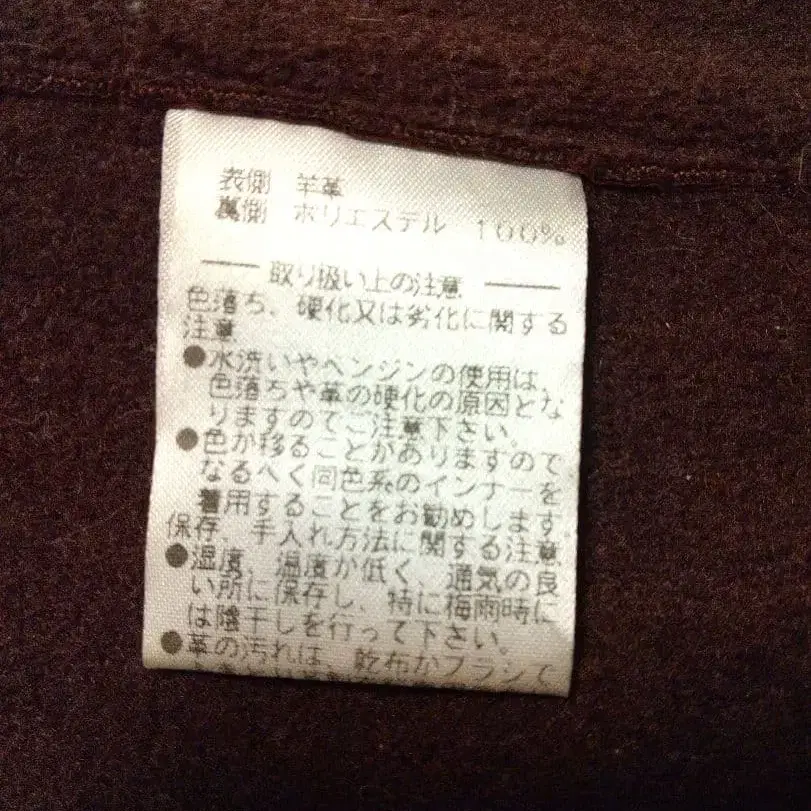 表側 羊革
裏側 ポリエステル 100%
取り扱い上の注意
色落ち、硬化又は劣化に関する
注意
●水洗いやベンジンの使用は、
色落ちや革の硬化の原因とな
りますのでご注意下さい。
●色が移ることがありますので
なるべく同色系のインナーを
着用することをお勧めします。
保存、手入れ方法に関する注意
●湿度、温度が低く、通気の良
い所に保存し、特に梅雨時に
は陰干しを行って下さい。
●革の汚れは、乾布かブラシで